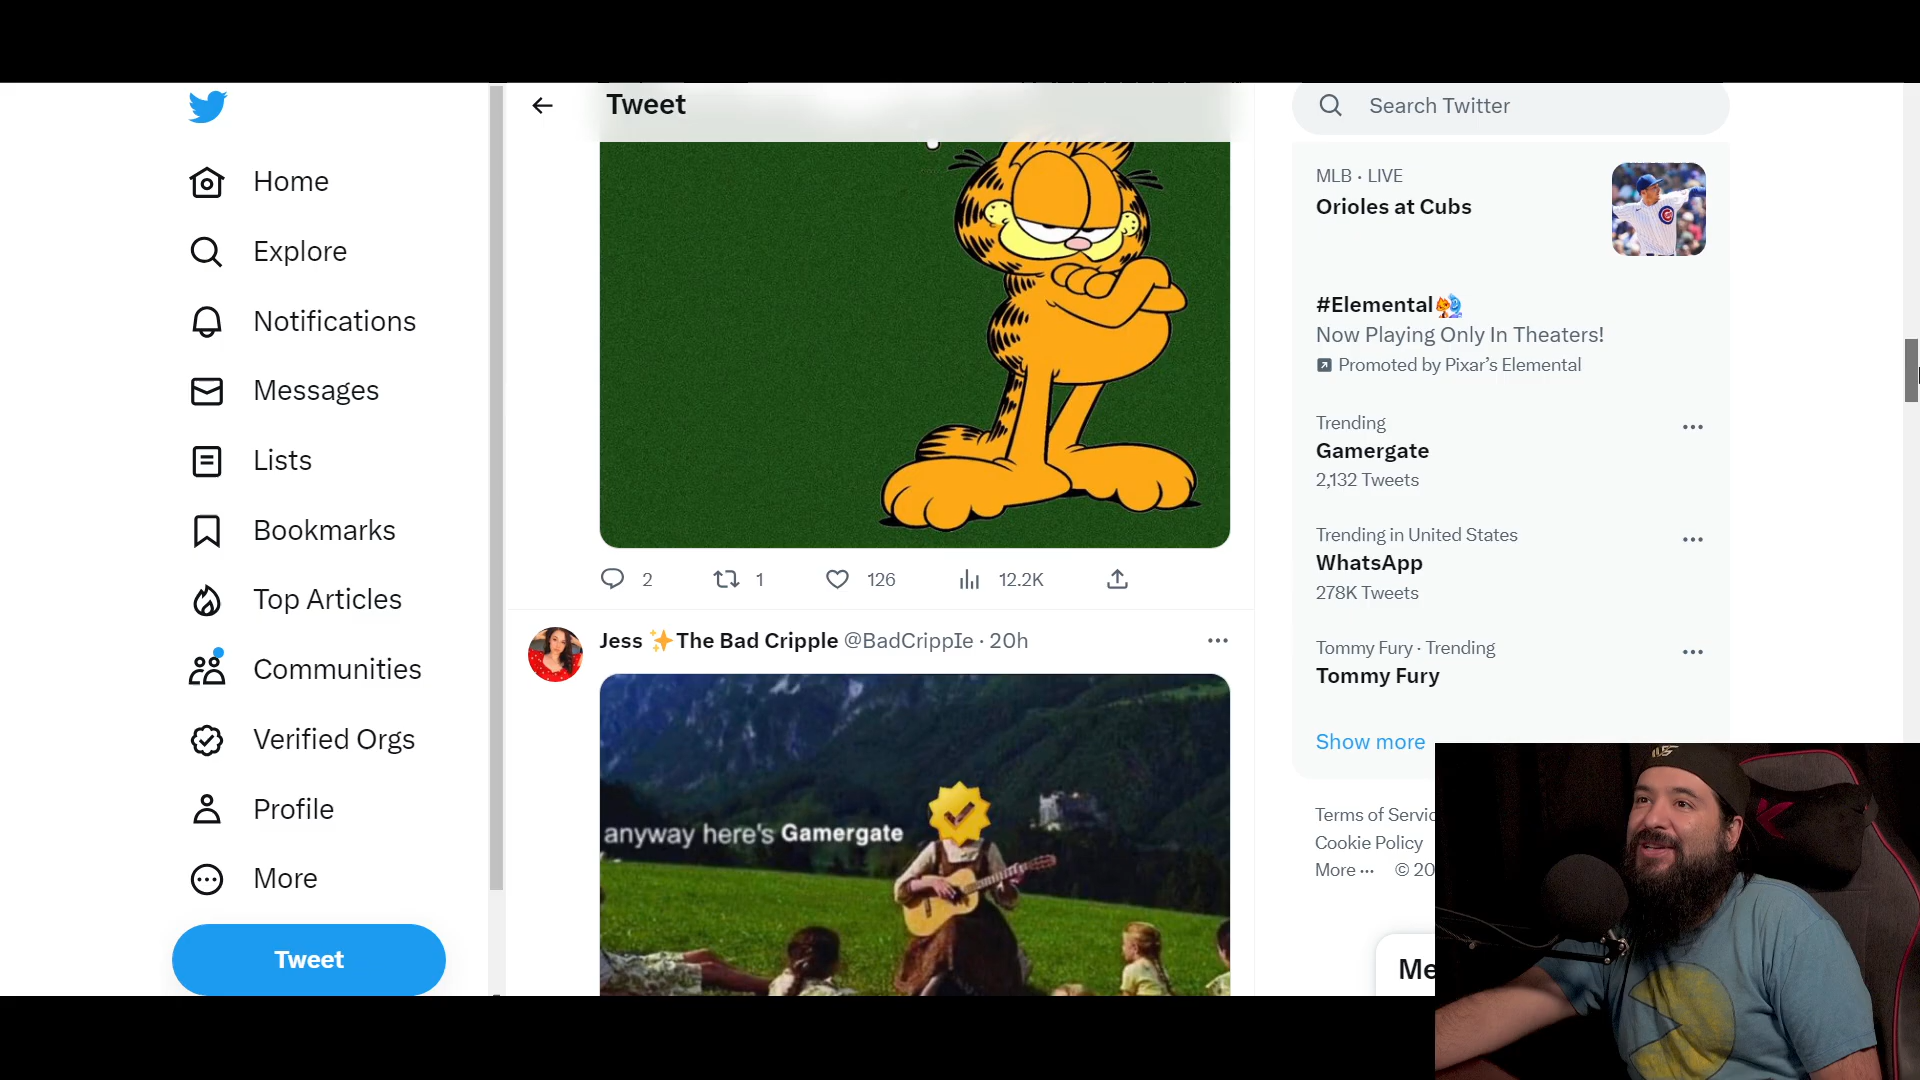 Home
Explore
Notifications
Messages
Lists
Bookmarks
Top Articles
Communities
Verified Orgs
Profile
More
Tweet
Tweet
2
1
126
12.2K
Jess ✨The Bad Cripple @BadCrippIe · 20h
anyway here's Gamergate
Search Twitter
MLB · LIVE
Orioles at Cubs
#Elemental
Now Playing Only In Theaters!
Promoted by Pixar's Elemental
Trending
Gamergate
2,132 Tweets
Trending in United States
WhatsApp
278K Tweets
Tommy Fury · Trending
Tommy Fury
Show more
Terms of Servic
Cookie Policy
More ··· © 20
Me